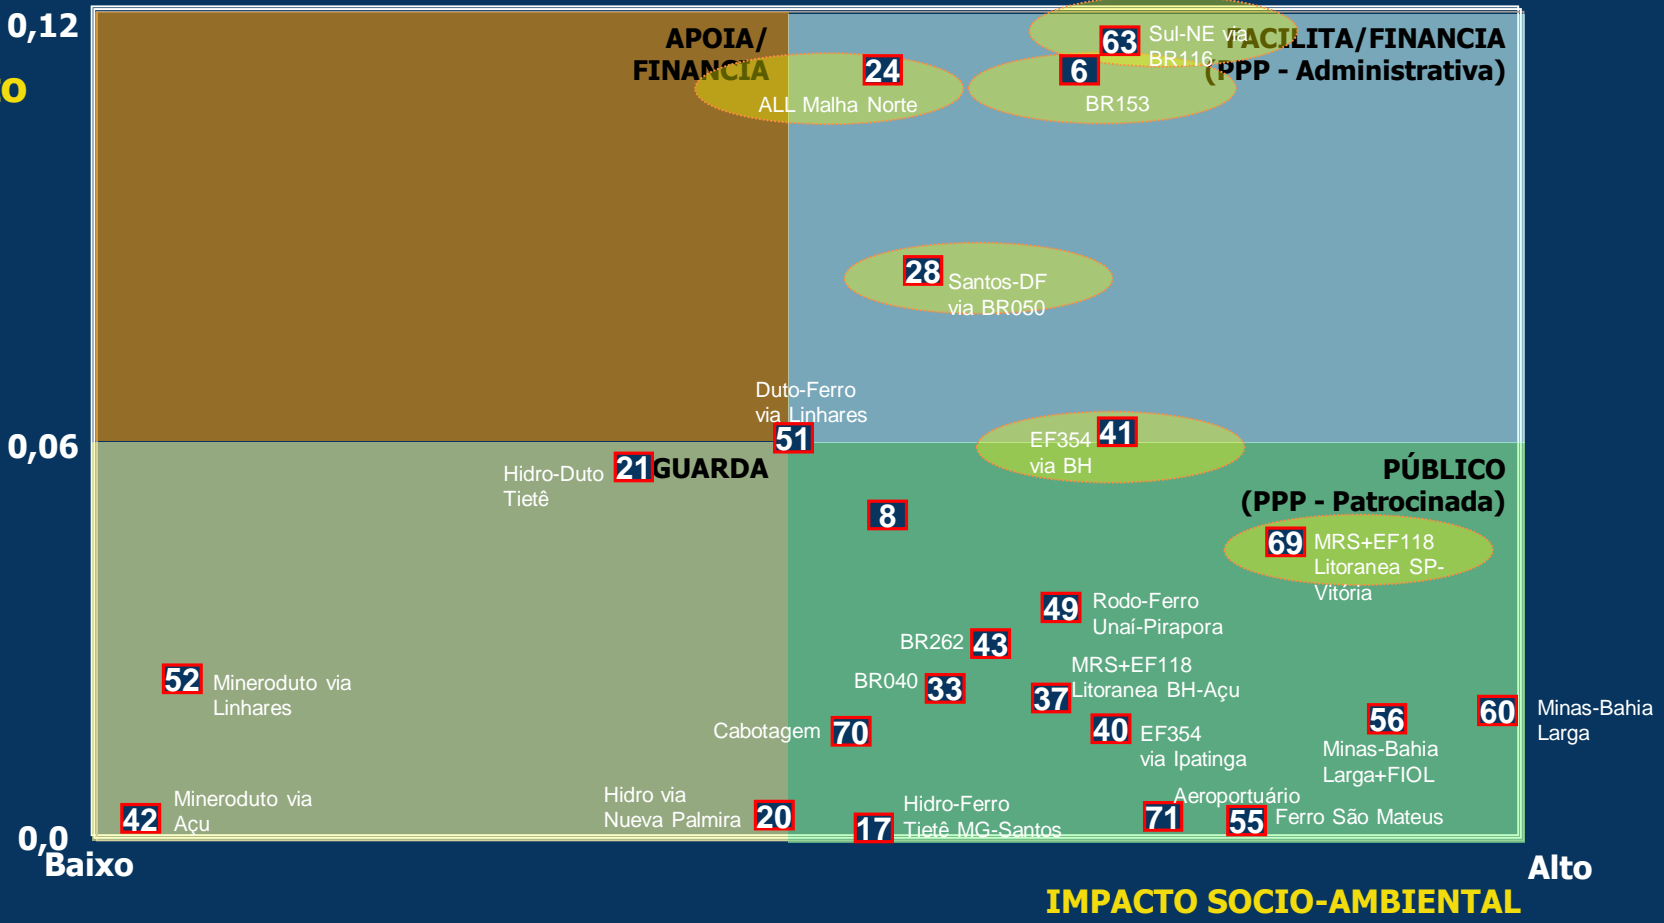 0,12
APOIA/
FINANCIA
63 Sul-NE via
BR116
FACILITA/FINANCIA
(PPP - Administrativa)
24
ALL Malha Norte
6
BR153
28 Santos-DF
via BR050
Duto-Ferro
via Linhares
51
0,06
EF354 41
via BH
Hidro-Duto 21
Tietê
GUARDA
PÚBLICO
(PPP - Patrocinada)
8
69 MRS+EF118
Litoranea SP-
Vitória
49 Rodo-Ferro
Unaí-Pirapora
BR262 43
52 Mineroduto via
Linhares
BR040 33
MRS+EF118
37 Litoranea BH-Açu
Cabotagem 70
40 EF354
via Ipatinga
56
Minas-Bahia
Larga+FIOL
60 Minas-Bahia
Larga
42 Mineroduto via
Açu
Hidro via
Nueva Palmira 20
17 Hidro-Ferro
Tietê MG-Santos
Aeroportuário
71
55 Ferro São Mateus
0,0
Baixo
Alto
IMPACTO SOCIO-AMBIENTAL